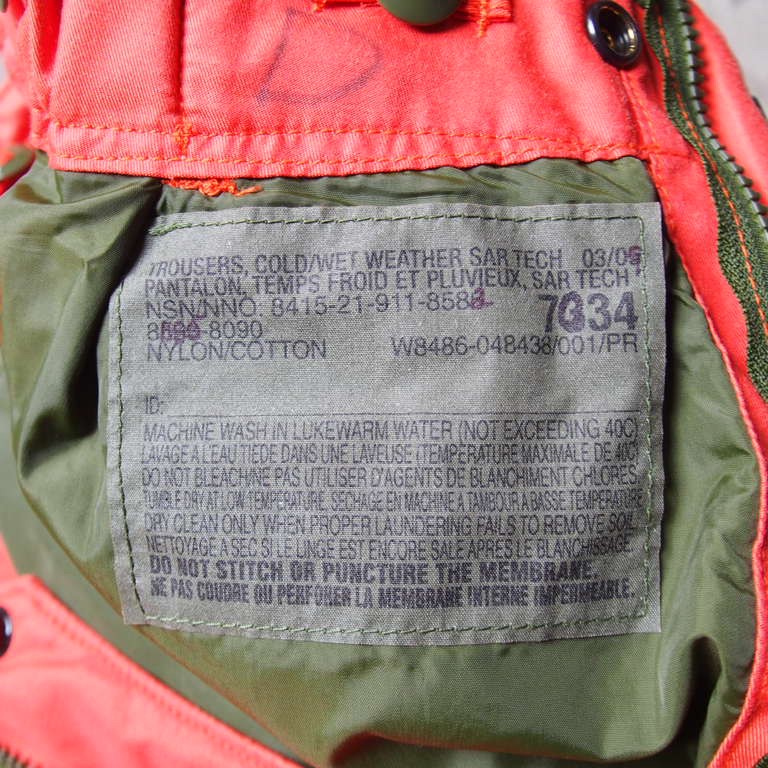 D
TROUSERS, COLD/WET WEATHER SAR TECH 03/05
PANTALON, TEMPS FROID ET PLUVIEUX, SAR TECH
NSN/NNO: 8415-21-911-8583
7334
8090
NYLON/COTTON W8486-048438/001/PR
ID:
MACHINE WASH IN LUKEWARM WATER (NOT EXCEEDING 40C)
LAVAGE A L'EAU TIÈDE DANS UNE LAVEUSE (TEMPERATURE MAXIMALE DE 40C)
DO NOT BLEACH/NE PAS UTILISER D'AGENTS DE BLANCHIMENT CHLORES
TUMBLE DRY AT LOW TEMPERATURE, SECHAGE EN MACHINE A TAMBOUR A BASSE TEMPERATURE
DRY CLEAN ONLY WHEN PROPER LAUNDERING FAILS TO REMOVE SOIL
NETTOYAGE A SEC SI LE LINGE EST ENCORE SALE APRES LE BLANCHISSAGE
DO NOT STITCH OR PUNCTURE THE MEMBRANE.
NE PAS COUDRE OU PERFORER LA MEMBRANE INTERNE IMPERMEABLE.